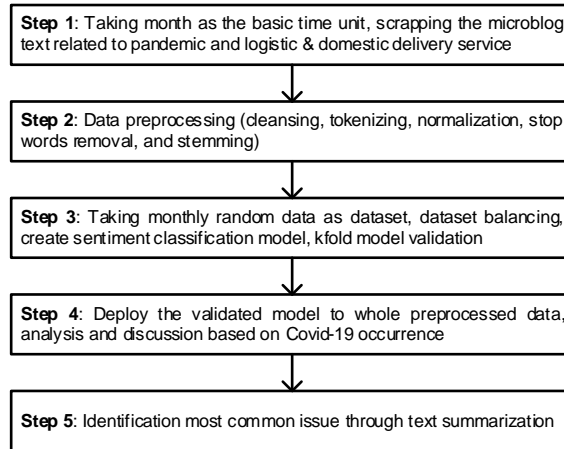 Step 1: Taking month as the basic time unit, scrapping the microblog
text related to pandemic and logistic & domestic delivery service
Step 2: Data preprocessing (cleansing, tokenizing, normalization, stop
words removal, and stemming)
Step 3: Taking monthly random data as dataset, dataset balancing,
create sentiment classification model, kfold model validation
Step 4: Deploy the validated model to whole preprocessed data,
analysis and discussion based on Covid-19 occurrence
Step 5: Identification most common issue through text summarization